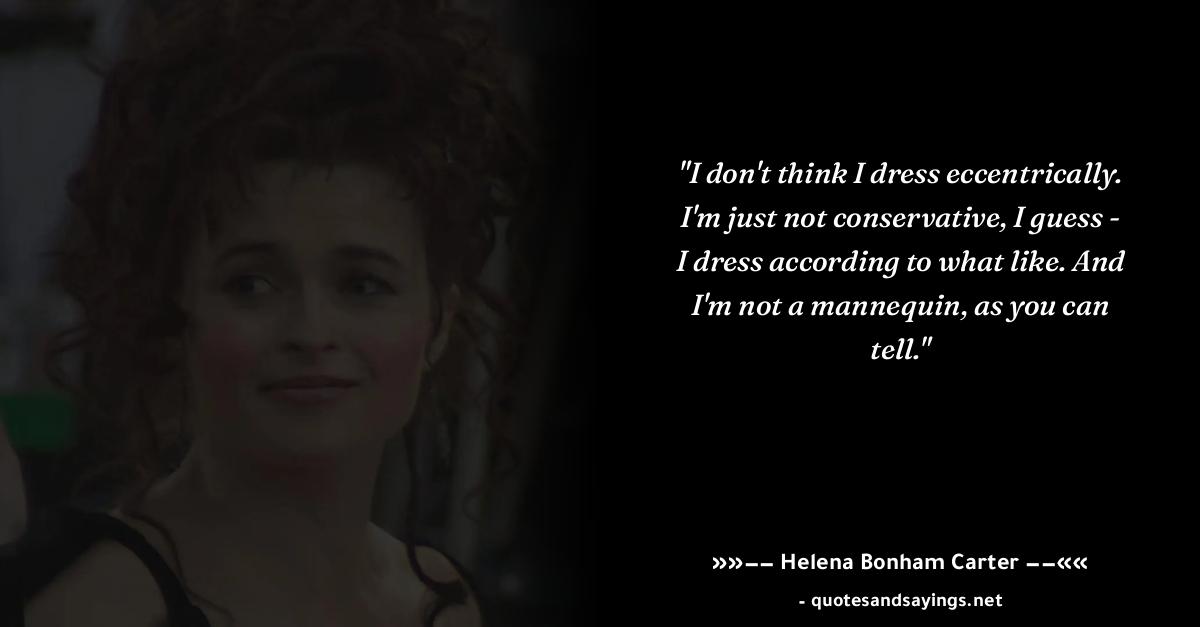 "I don't think I dress eccentrically.
I'm just not conservative, I guess -
I dress according to what like. And
I'm not a mannequin, as you can
tell."
»»−− Helena Bonham Carter −−««
- quotesandsayings.net